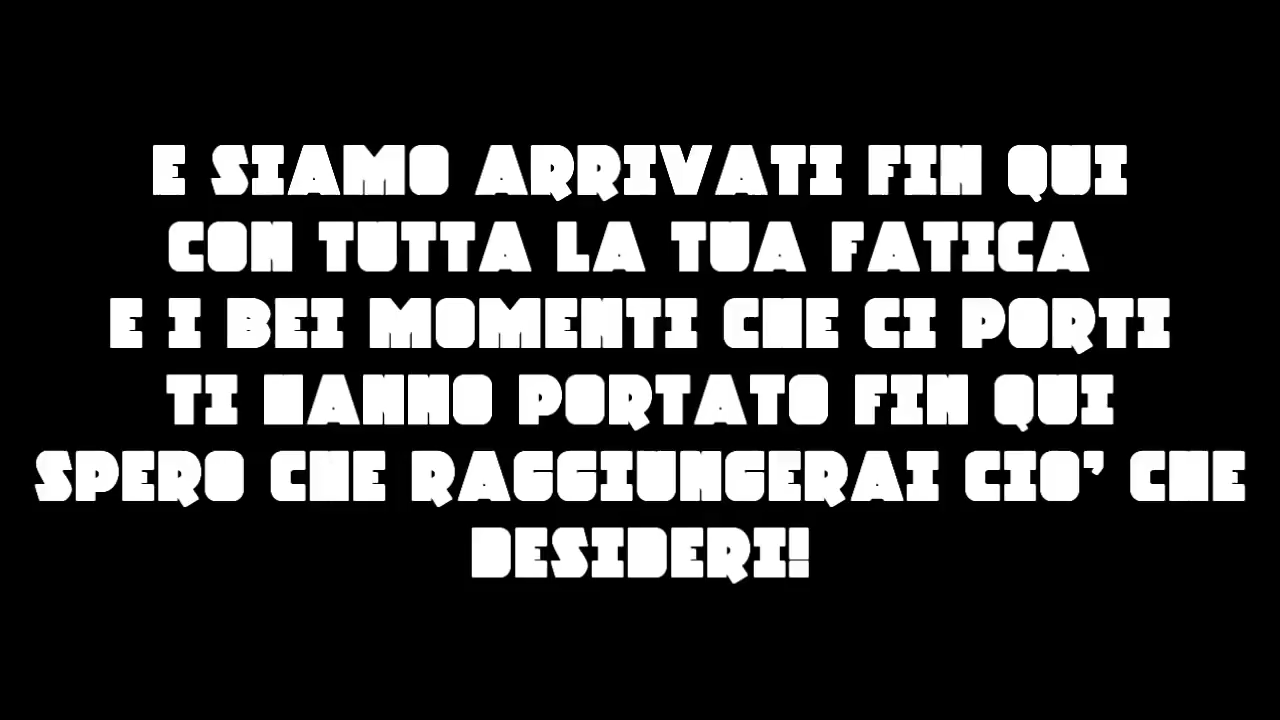 E SIAMO ARRIVATI FIN QUI
CON TUTTA LA TUA FATICA
E I BEI MOMENTI CHE CI PORTI
TI HANNO PORTATO FIN QUI
SPERO CHE RAGGIUNGERAI CIO' CHE
DESIDERI!